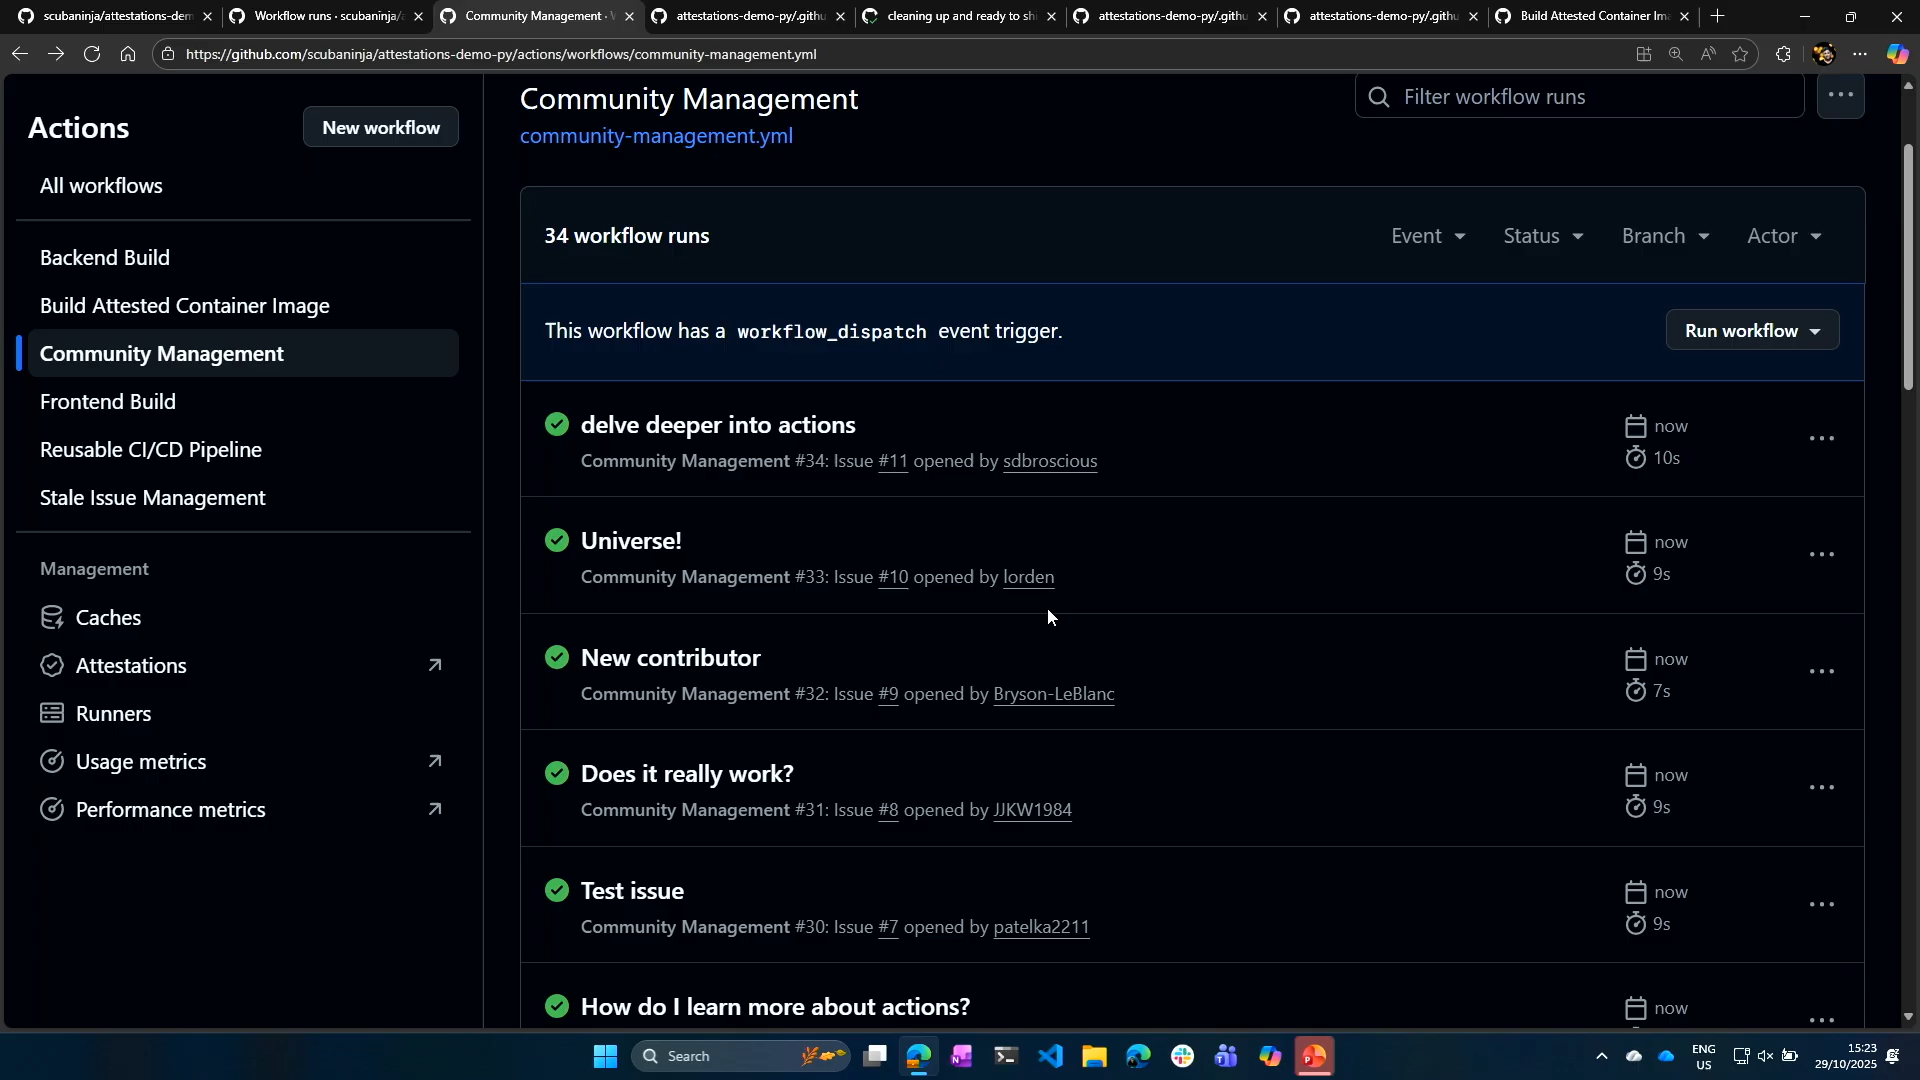 scubaninja/attestations-dem
Workflow runs · scubaninja/a
Community Management · W
attestations-demo-py/.githu
cleaning up and ready to shi
attestations-demo-py/.githu
attestations-demo-py/.githu
Build Attested Container Ima
https://github.com/scubaninja/attestations-demo-py/actions/workflows/community-management.yml
Actions
New workflow
All workflows
Backend Build
Build Attested Container Image
Community Management
Frontend Build
Reusable CI/CD Pipeline
Stale Issue Management
Management
Caches
Attestations
Runners
Usage metrics
Performance metrics
Community Management
community-management.yml
Filter workflow runs
34 workflow runs
Event
Status
Branch
Actor
This workflow has a workflow_dispatch event trigger.
Run workflow
delve deeper into actions
Community Management #34: Issue #11 opened by sdbroscious
now
10s
Universe!
Community Management #33: Issue #10 opened by lorden
now
9s
New contributor
Community Management #32: Issue #9 opened by Bryson-LeBlanc
now
7s
Does it really work?
Community Management #31: Issue #8 opened by JJKW1984
now
9s
Test issue
Community Management #30: Issue #7 opened by patelka2211
now
9s
How do I learn more about actions?
now
Search
ENG
US
15:23
29/10/2025